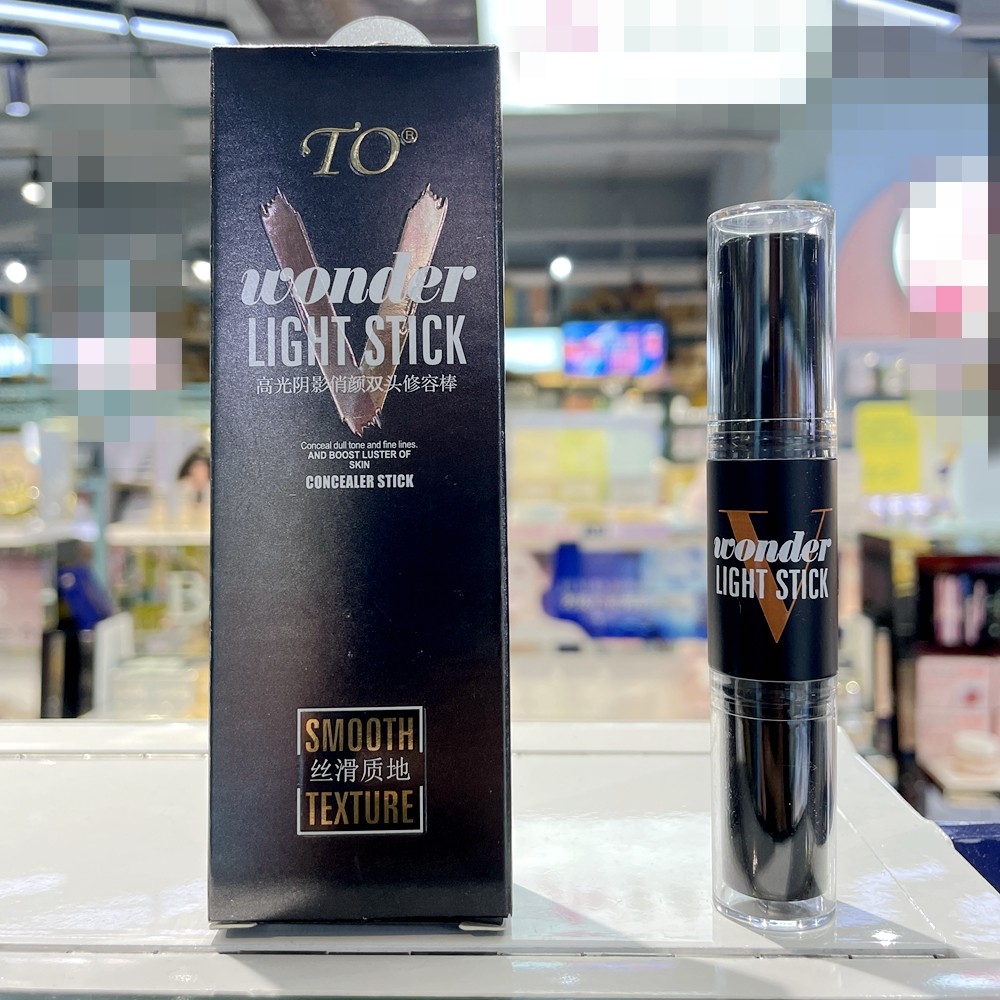 TO®
wonder
LIGHT STICK
高光阴影俏颜双头修容棒
Conceal dull tone and fine lines.
AND BOOST LUSTER OF
SKIN
CONCEALER STICK
SMOOTH
丝滑质地
TEXTURE
V
wonder
LIGHT STICK